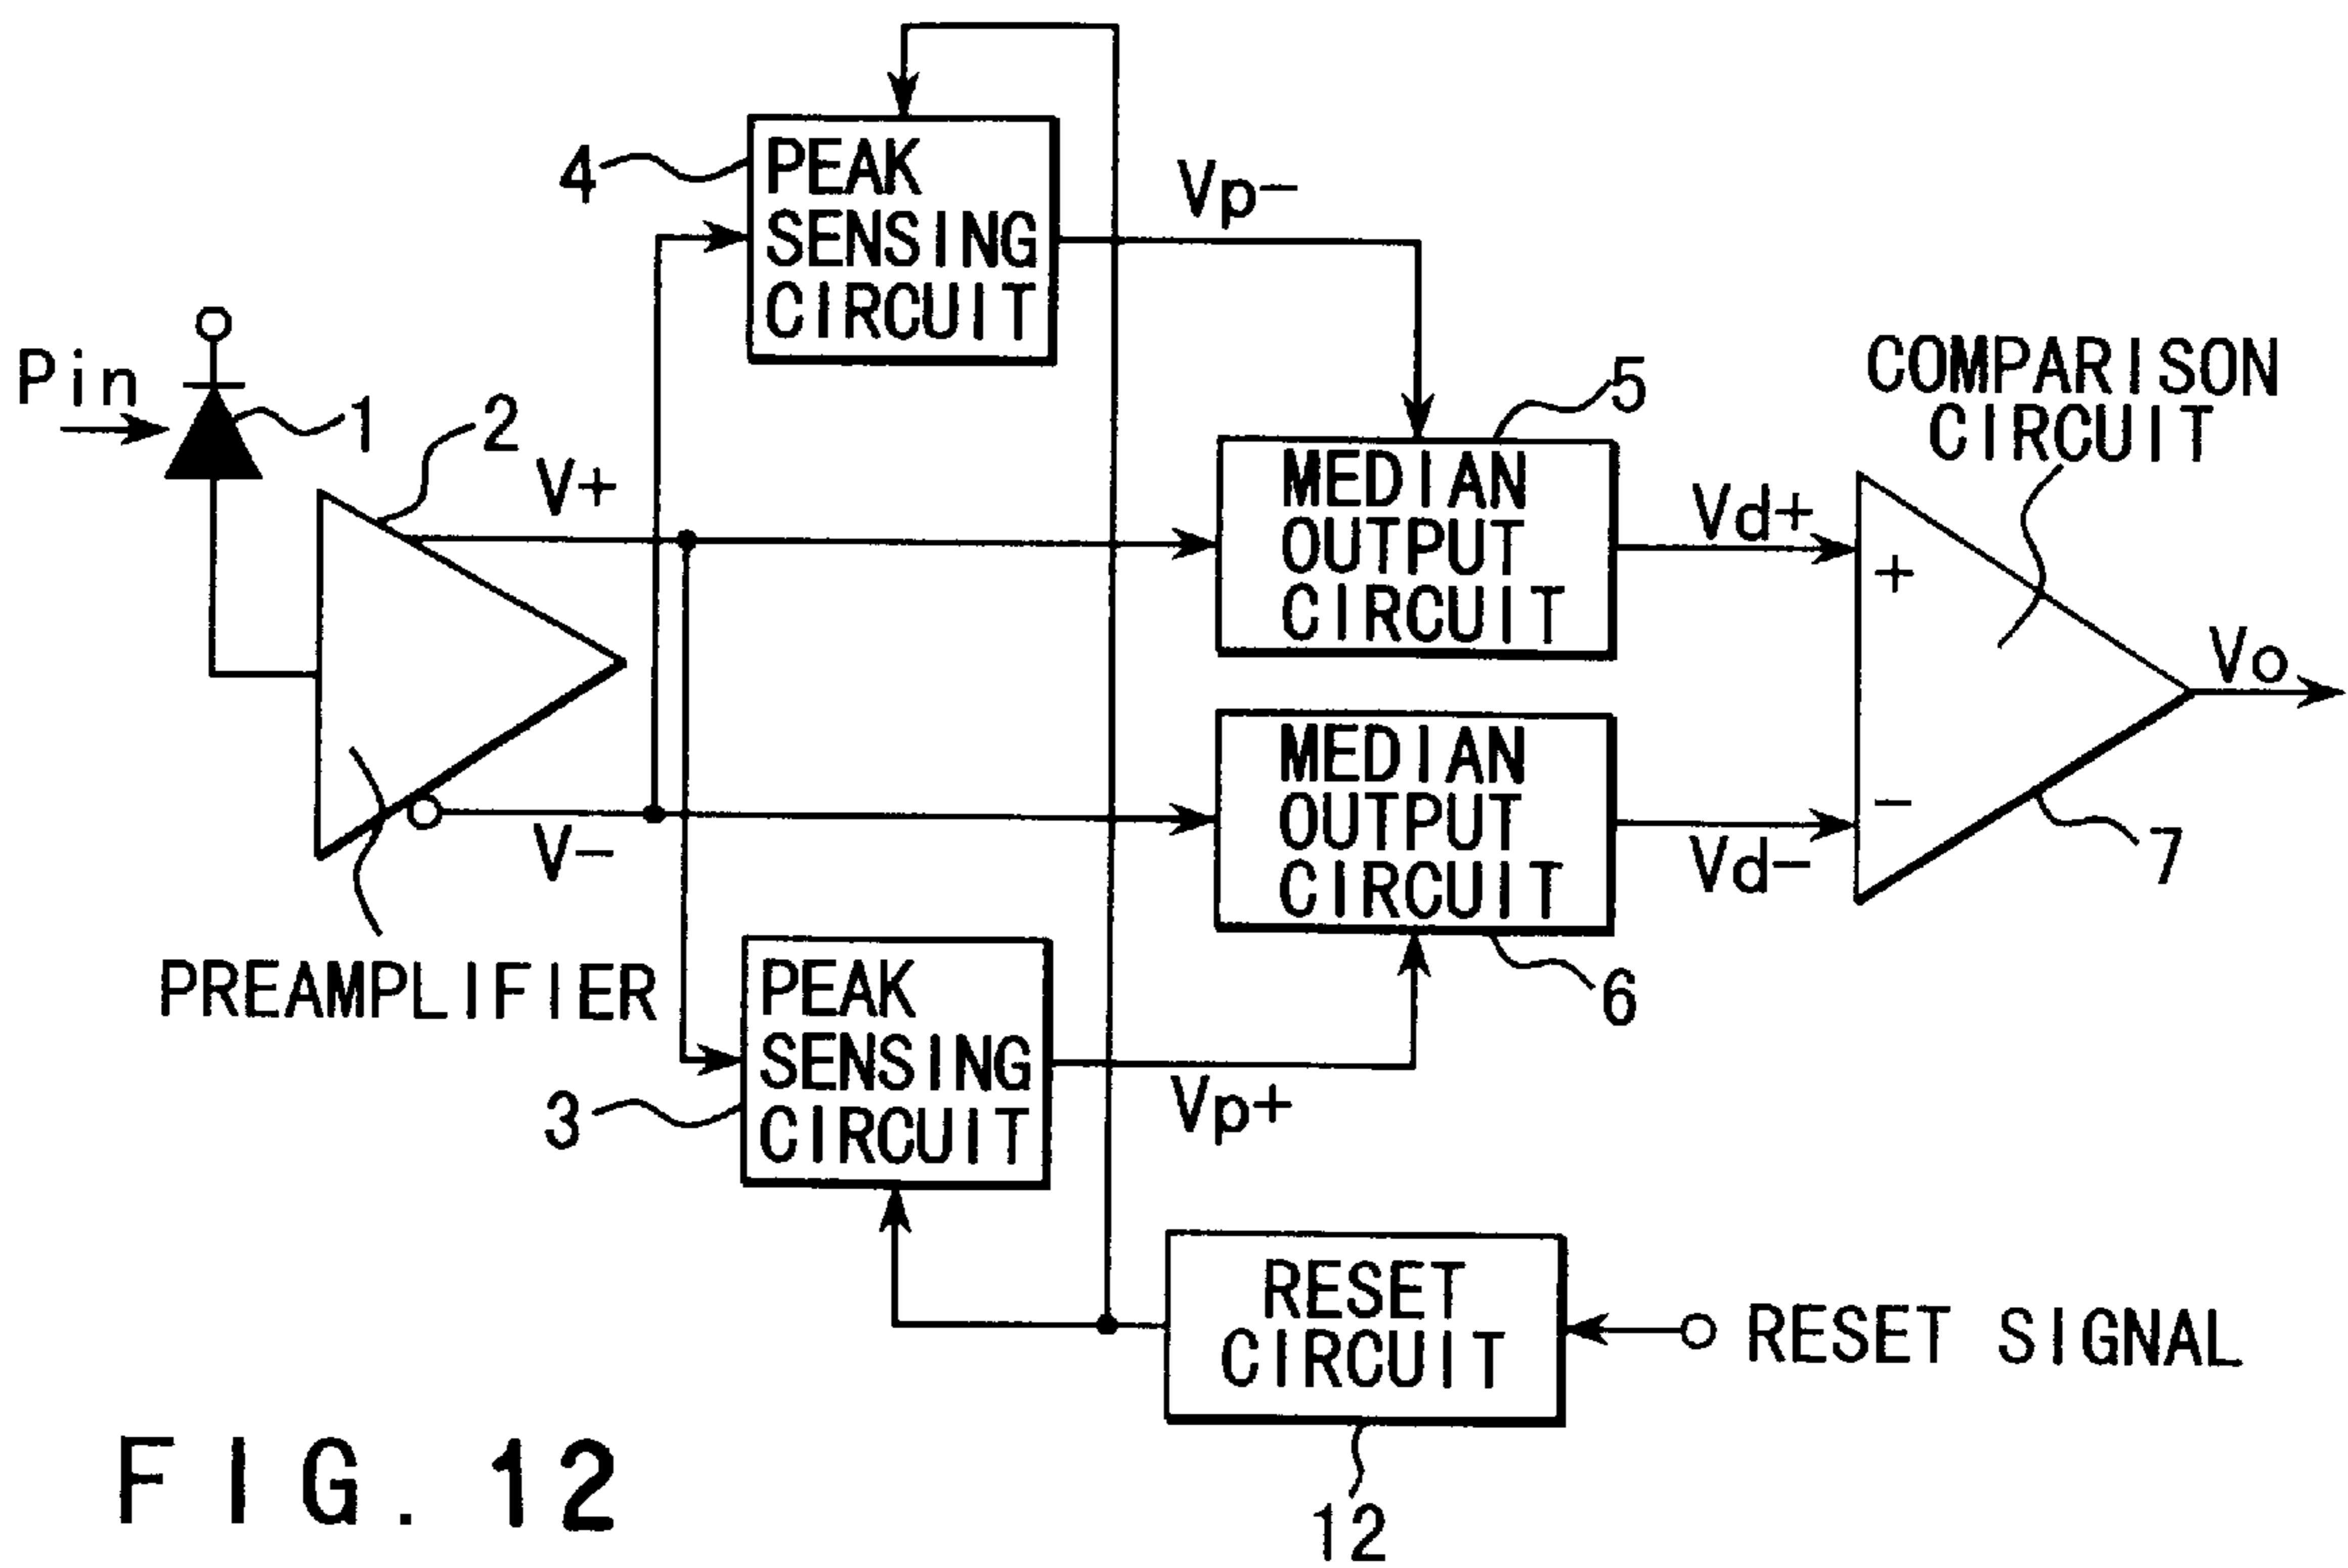 4
PEAK
SENSING
CIRCUIT
Vp-
Pin
1
2
V+
5
MEDIAN
OUTPUT
CIRCUIT
Vd+
COMPARISON
CIRCUIT
+
-
Vo
7
V-
PREAMPLIFIER
MEDIAN
OUTPUT
CIRCUIT
Vd-
6
3
PEAK
SENSING
CIRCUIT
Vp+
RESET
CIRCUIT
RESET SIGNAL
12
FIG. 12